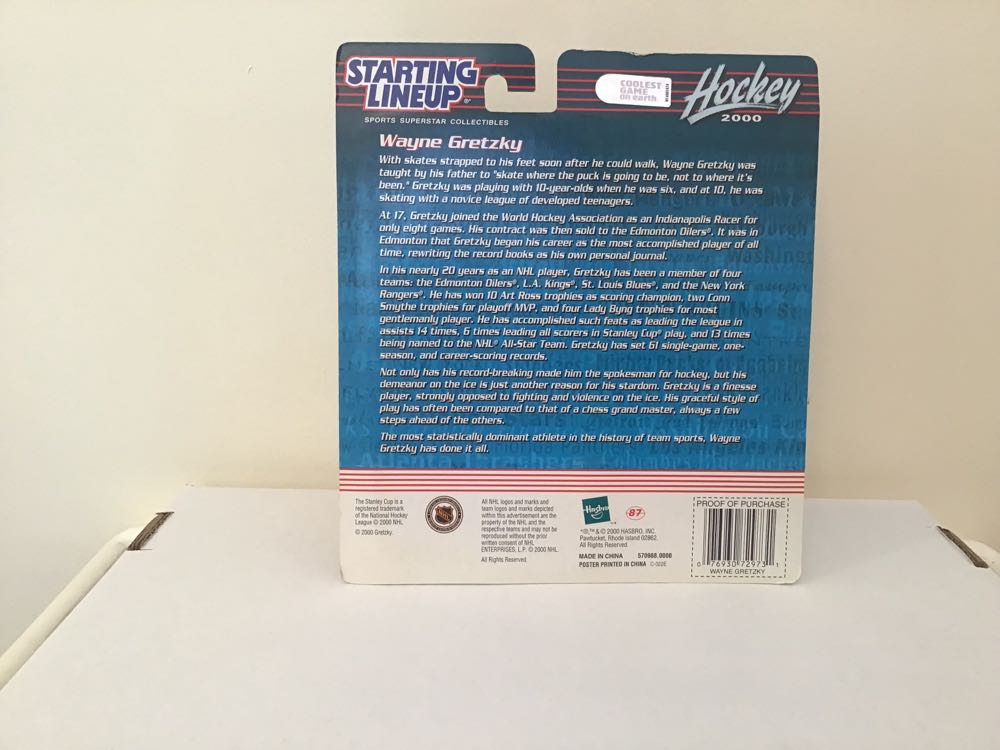 STARTING
LINEUP®
SPORTS SUPERSTAR COLLECTIBLES
COOLEST
GAME
on earth
Hockey
2000
Wayne Gretzky
With skates strapped to his feet soon after he could walk, Wayne Gretzky was
taught by his father to "skate where the puck is going to be, not to where it's
been." Gretzky was playing with 10-year-olds when he was six, and at 10, he was
skating with a novice league of developed teenagers.
At 17, Gretzky joined the World Hockey Association as an Indianapolis Racer for
only eight games. His contract was then sold to the Edmonton Oilers®. It was in
Edmonton that Gretzky began his career as the most accomplished player of all
time, rewriting the record books as his own personal journal.
In his nearly 20 years as an NHL player, Gretzky has been a member of four
teams: the Edmonton Oilers®, L.A. Kings®, St. Louis Blues®, and the New York
Rangers®. He has won 10 Art Ross trophies as scoring champion, two Conn
Smythe trophies for playoff MVP, and four Lady Byng trophies for most
gentlemanly player. He has accomplished such feats as leading the league in
assists 14 times, 6 times leading all scorers in Stanley Cup® play, and 13 times
being named to the NHL® All-Star Team. Gretzky has set 61 single-game, one-
season, and career-scoring records.
Not only has his record-breaking made him the spokesman for hockey, but his
demeanor on the ice is just another reason for his stardom. Gretzky is a finesse
player, strongly opposed to fighting and violence on the ice. His graceful style of
play has often been compared to that of a chess grand master, always a few
steps ahead of the others.
The most statistically dominant athlete in the history of team sports, Wayne
Gretzky has done it all.
The Stanley Cup is a
registered trademark
of the National Hockey
League © 2000 NHL
© 2000 Gretzky.
NHL
All NHL logos and marks and
team logos and marks depicted
within this advertisement are the
property of the NHL and the
respective teams and may not be
reproduced without the prior
written consent of NHL
ENTERPRISES, L.P. © 2000 NHL.
All Rights Reserved.
Hasbro
87
*®,™ & © 2000 HASBRO, INC.
Pawtucket, Rhode Island 02862.
All Rights Reserved.
MADE IN CHINA 570988.0000
POSTER PRINTED IN CHINA C-002E
PROOF OF PURCHASE
0 76930 72973 1
WAYNE GRETZKY